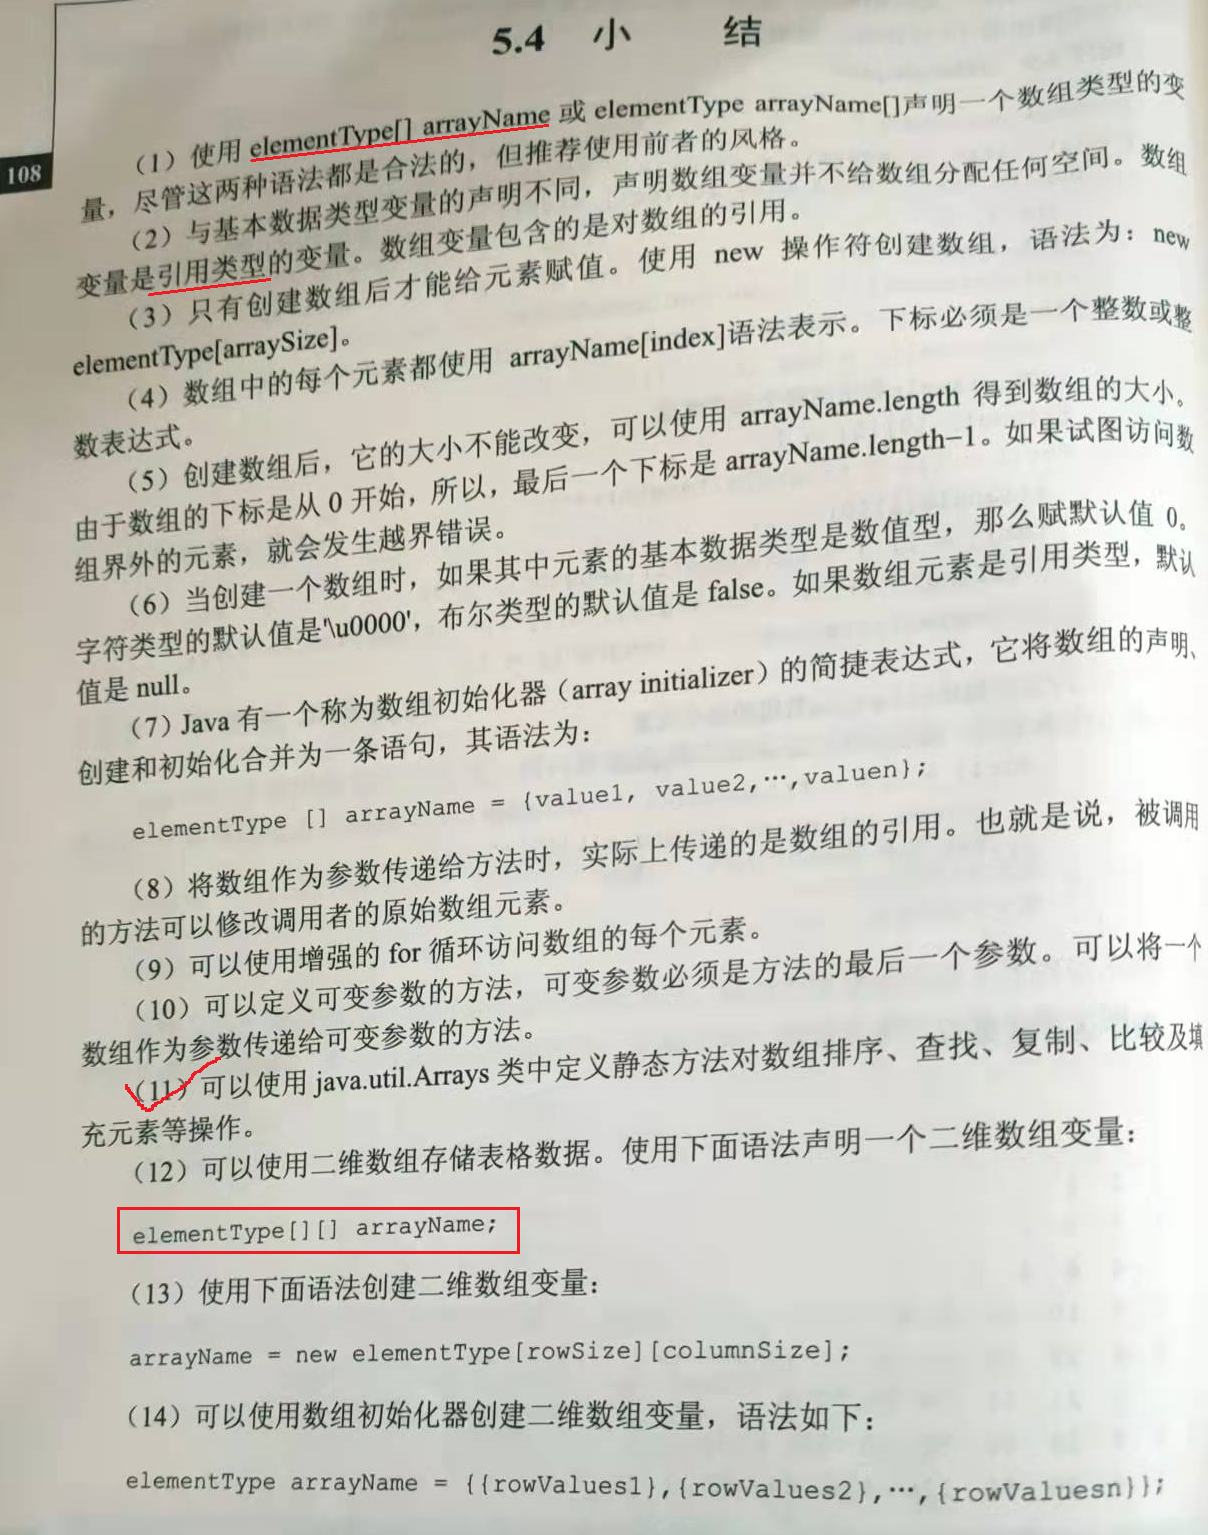 5.4 小 结
108
（1）使用 elementType[] arrayName 或 elementType arrayName[]声明一个数组类型的变
量，尽管这两种语法都是合法的，但推荐使用前者的风格。
（2）与基本数据类型变量的声明不同，声明数组变量并不给数组分配任何空间。数组
变量是引用类型的变量。数组变量包含的是对数组的引用。
（3）只有创建数组后才能给元素赋值。使用 new 操作符创建数组，语法为：new
elementType[arraySize]。
（4）数组中的每个元素都使用 arrayName[index]语法表示。下标必须是一个整数或整
数表达式。
（5）创建数组后，它的大小不能改变，可以使用 arrayName.length 得到数组的大小。
由于数组的下标是从 0 开始，所以，最后一个下标是 arrayName.length−1。如果试图访问数
组界外的元素，就会发生越界错误。
（6）当创建一个数组时，如果其中元素的基本数据类型是数值型，那么赋默认值 0。
字符类型的默认值是'\u0000'，布尔类型的默认值是 false。如果数组元素是引用类型，默认
值是 null。
（7）Java 有一个称为数组初始化器（array initializer）的简捷表达式，它将数组的声明、
创建和初始化合并为一条语句，其语法为：
elementType [] arrayName = {value1, value2,…,valuen};
（8）将数组作为参数传递给方法时，实际上传递的是数组的引用。也就是说，被调用
的方法可以修改调用者的原始数组元素。
（9）可以使用增强的 for 循环访问数组的每个元素。
（10）可以定义可变参数的方法，可变参数必须是方法的最后一个参数。可以将一个
数组作为参数传递给可变参数的方法。
（11）可以使用 java.util.Arrays 类中定义静态方法对数组排序、查找、复制、比较及填
充元素等操作。
（12）可以使用二维数组存储表格数据。使用下面语法声明一个二维数组变量：
elementType[][] arrayName;
（13）使用下面语法创建二维数组变量：
arrayName = new elementType[rowSize][columnSize];
（14）可以使用数组初始化器创建二维数组变量，语法如下：
elementType arrayName = {{rowValues1},{rowValues2},…,{rowValuesn}};